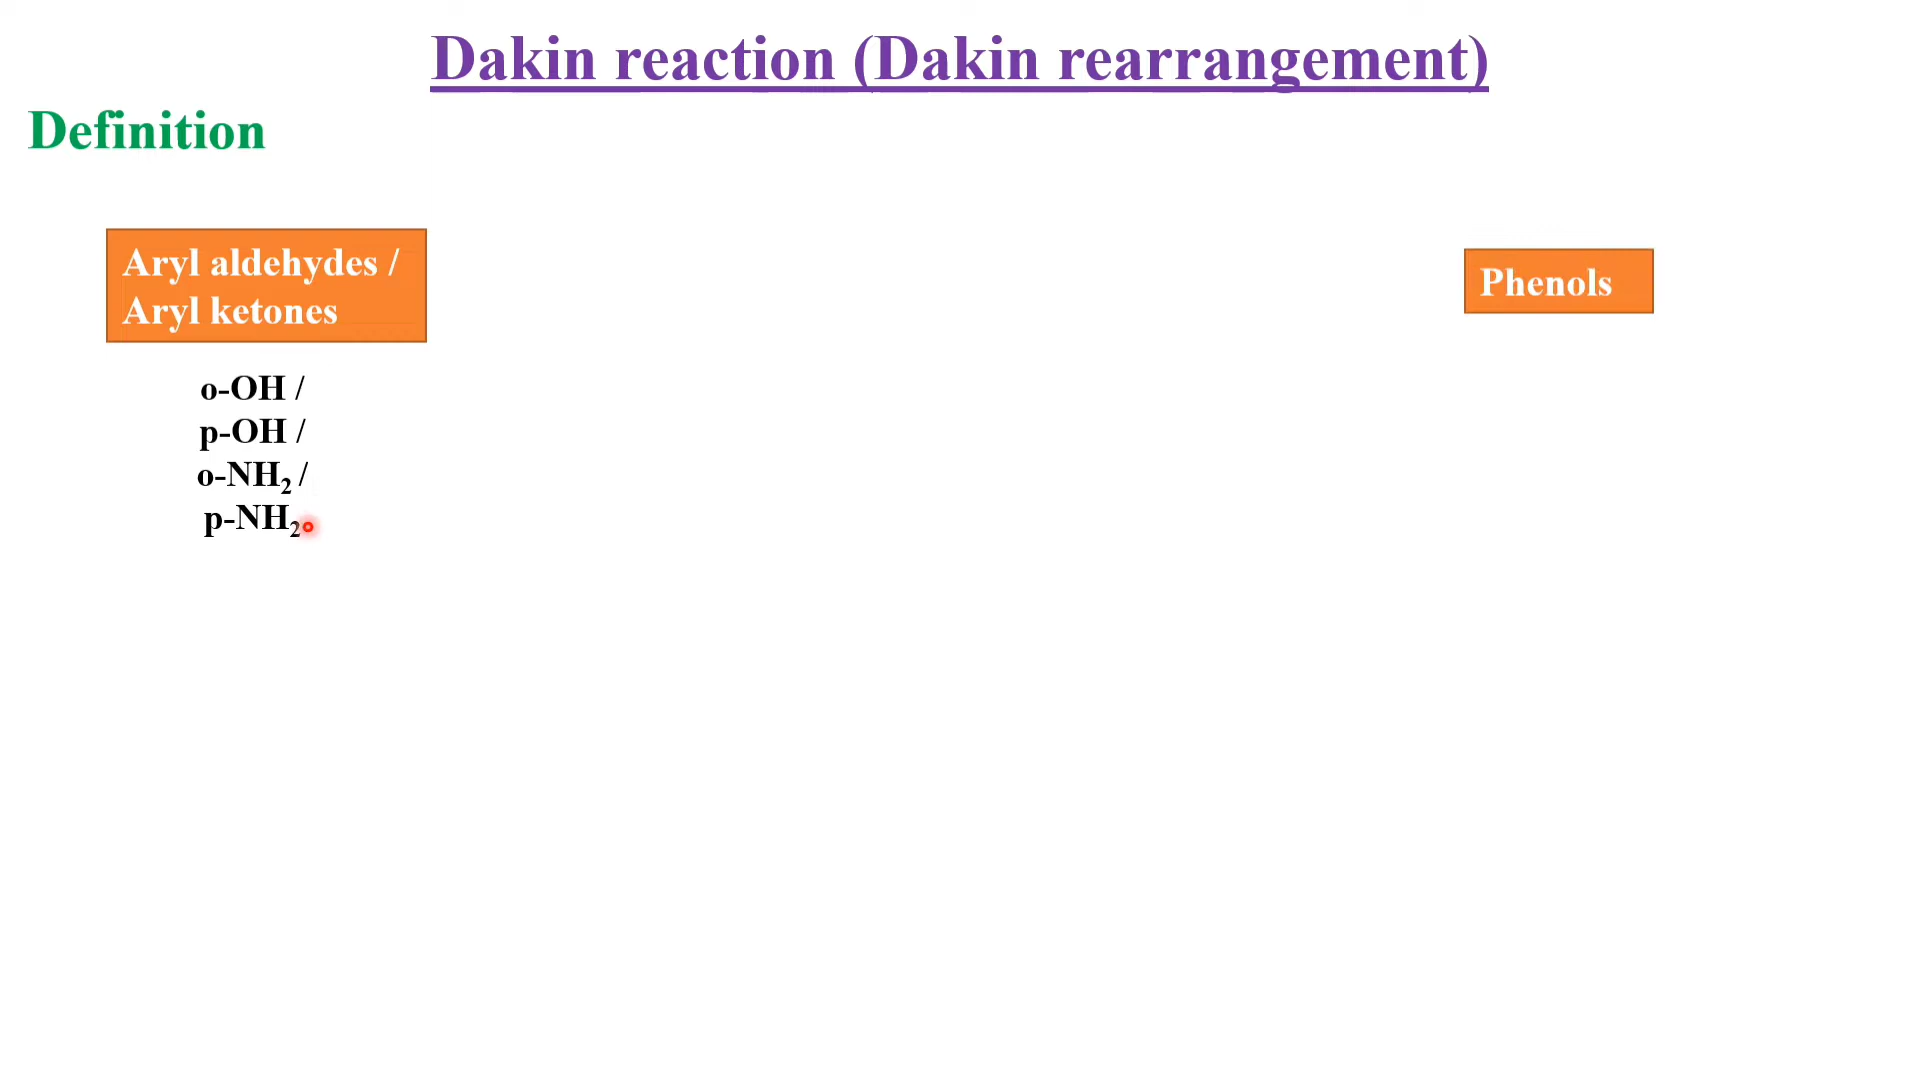 Dakin reaction (Dakin rearrangement)
Definition
Aryl aldehydes /
Aryl ketones
Phenols
o-OH /
p-OH /
o-NH₂ /
p-NH₂